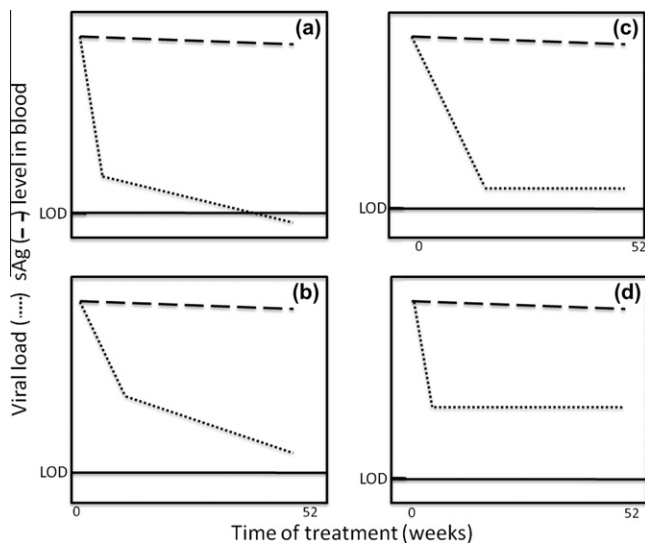 Viral load (.....) sAg (- -) level in blood
(a)
LOD
(c)
LOD
0 52
(b)
LOD
0 52
(d)
LOD
0 52
Time of treatment (weeks)